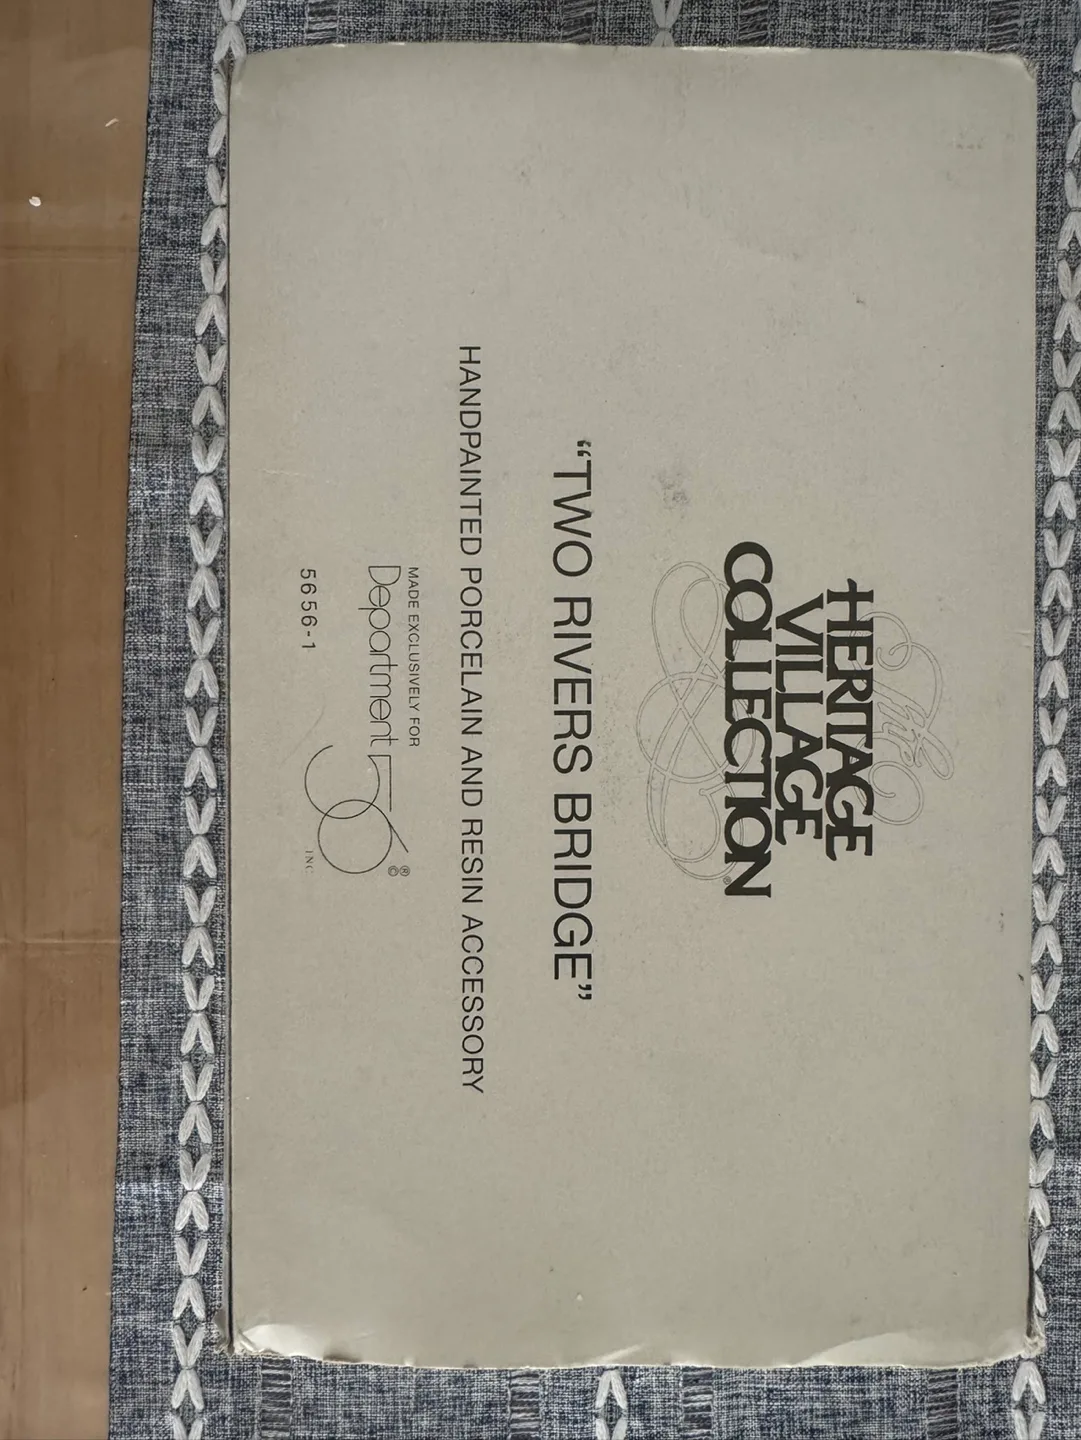 The
HERITAGE
VILLAGE
COLLECTION®
“TWO RIVERS BRIDGE”
HANDPAINTED PORCELAIN AND RESIN ACCESSORY
MADE EXCLUSIVELY FOR
Department 56®©
INC
5656-1